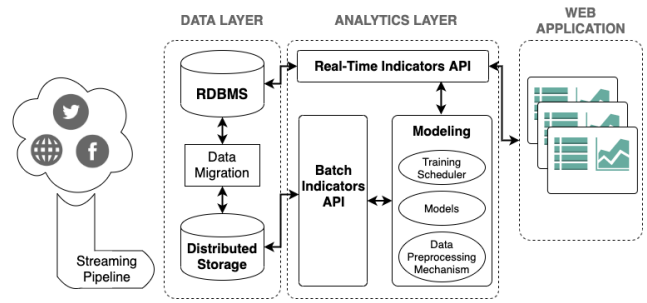 DATA LAYER
ANALYTICS LAYER
WEB
APPLICATION
RDBMS
Real-Time Indicators API
Data
Migration
Batch
Indicators
API
Modeling
Training
Scheduler
Models
Data
Preprocessing
Mechanism
Distributed
Storage
Streaming
Pipeline